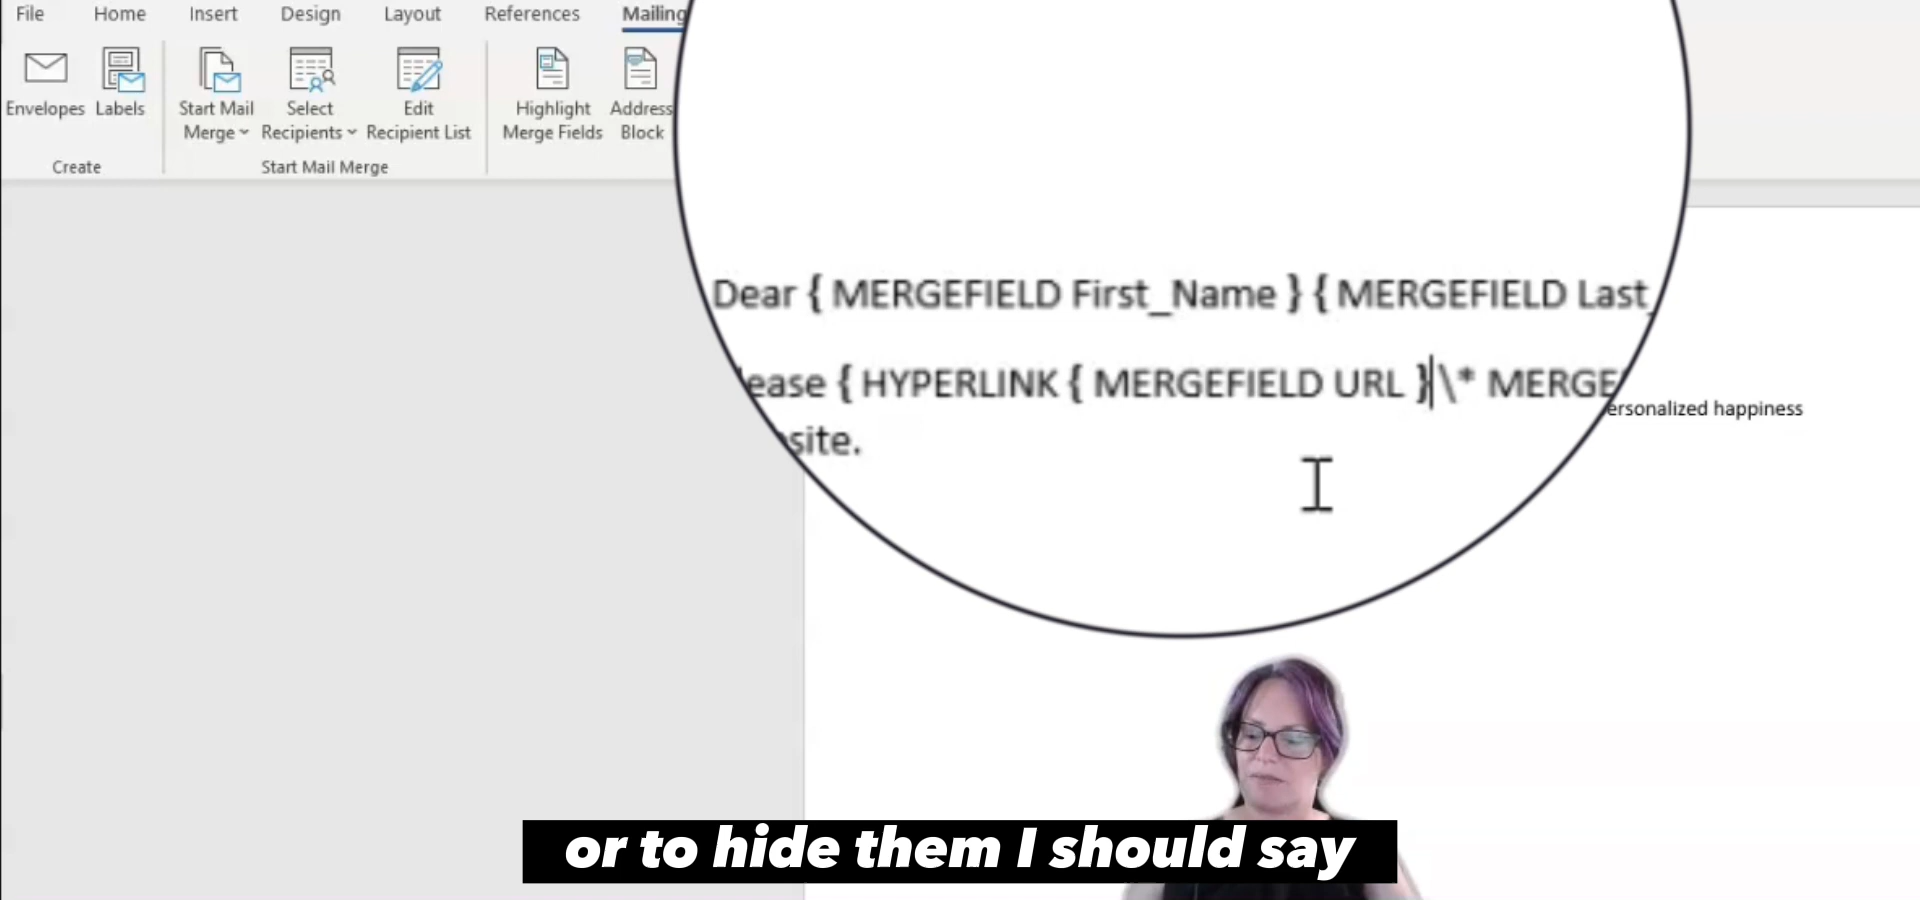 File Home Insert Design Layout References Mailing
Envelopes Labels Start Mail Merge Select Recipients Edit Recipient List Highlight Merge Fields Address Block
Create Start Mail Merge
Dear { MERGEFIELD First_Name } { MERGEFIELD Last_
lease { HYPERLINK { MERGEFIELD URL }\* MERGE
ersonalized happiness
site.
or to hide them I should say